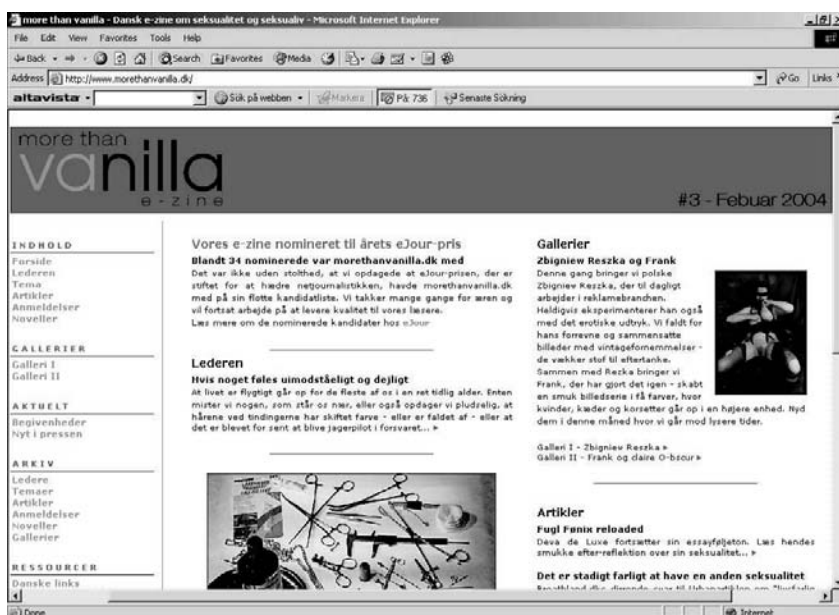 more than vanilla - Dansk e-zine om seksualitet og seksualiv - Microsoft Internet Explorer
File Edit View Favorites Tools Help
Back Search Favorites Media
Address http://www.morethanvanilla.dk/ Go Links
altavista Sök på webben Markera På: 736 Senaste Sökning
more than
vanilla
e-zine
#3 - Febuar 2004
INDHOLD
Forside
Lederen
Tema
Artikler
Anmeldelser
Noveller
GALLERIER
Galleri I
Galleri II
AKTUELT
Begivenheder
Nyt i pressen
ARKIV
Ledere
Temaer
Artikler
Anmeldelser
Noveller
Gallerier
RESSOURCER
Danske links
Vores e-zine nomineret til årets eJour-pris
Blandt 34 nominerede var morethanvanilla.dk med
Det var ikke uden stolthed, at vi opdagede at eJour-prisen, der er
stiftet for at hædre netjournalistikken, havde morethanvanilla.dk
med på sin flotte kandidatliste. Vi takker mange gange for æren og
vil fortsat arbejde på at levere kvalitet til vores læsere.
Læs mere om de nominerede kandidater hos eJour
Lederen
Hvis noget føles uimodståeligt og dejligt
At livet er flygtigt går op for de fleste af os i en ret tidlig alder. Enten
mister vi nogen, som står os nær, eller også opdager vi pludselig, at
hårene ved tindingerne har skiftet farve - eller er faldet af - eller at
det er blevet for sent at blive jagerpilot i forsvaret...
Gallerier
Zbigniew Reszka og Frank
Denne gang bringer vi polske
Zbigniew Reszka, der til dagligt
arbejder i reklamebranchen.
Heldigvis eksperimenterer han også
med det erotiske udtryk. Vi faldt for
hans forrevne og sammensatte
billeder med vintagefornemmelser -
de vækker stof til eftertanke.
Sammen med Reszka bringer vi
Frank, der har gjort det igen - skabt
en smuk billedserie i få farver, hvor
kvinder, kæder og korsetter går op i en højere enhed. Nyd
dem i denne måned hvor vi går mod lysere tider.
Galleri I - Zbigniew Reszka
Galleri II - Frank og claire O-bscur
Artikler
Fugl Fønix reloaded
Deva de Luxe fortsætter sin essayføljeton. Læs hendes
smukke efter-reflektion over sin seksualitet...
Det er stadigt farligt at have en anden seksualitet
Done Internet